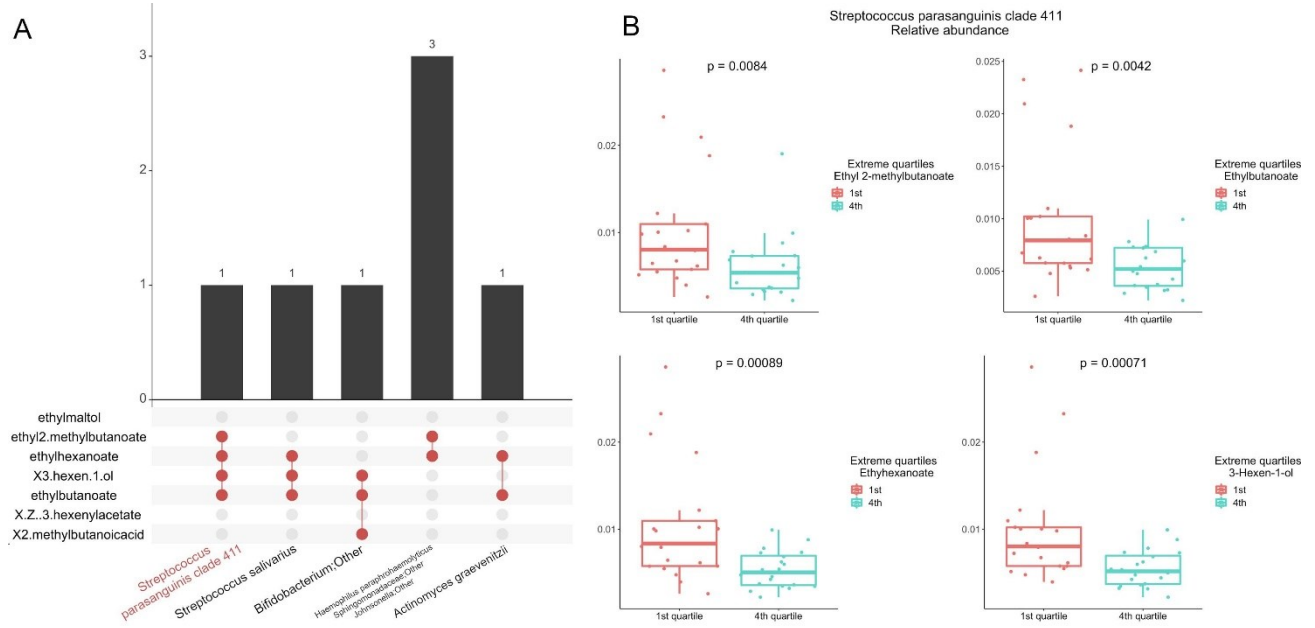 A
3
3
2
1
1
1
1
1
0
ethylmaltol
ethyl2.methylbutanoate
ethylhexanoate
X3.hexen.1.ol
ethylbutanoate
X.Z..3.hexenylacetate
X2.methylbutanoicacid
Streptococcus
parasanguinis clade 411
Streptococcus salivarius
Bifidobacterium:Other
Haemophilus paraphrohaemolyticus
Sphingomonadaceae:Other
Johnsonella:Other
Actinomyces graevenitzii
B
Streptococcus parasanguinis clade 411
Relative abundance
p = 0.0084
0.02
0.01
1st quartile
4th quartile
Extreme quartiles
Ethyl 2-methylbutanoate
1st
4th
p = 0.0042
0.025
0.020
0.015
0.010
0.005
1st quartile
4th quartile
Extreme quartiles
Ethylbutanoate
1st
4th
p = 0.00089
0.02
0.01
1st quartile
4th quartile
Extreme quartiles
Ethyhexanoate
1st
4th
p = 0.00071
0.02
0.01
1st quartile
4th quartile
Extreme quartiles
3-Hexen-1-ol
1st
4th